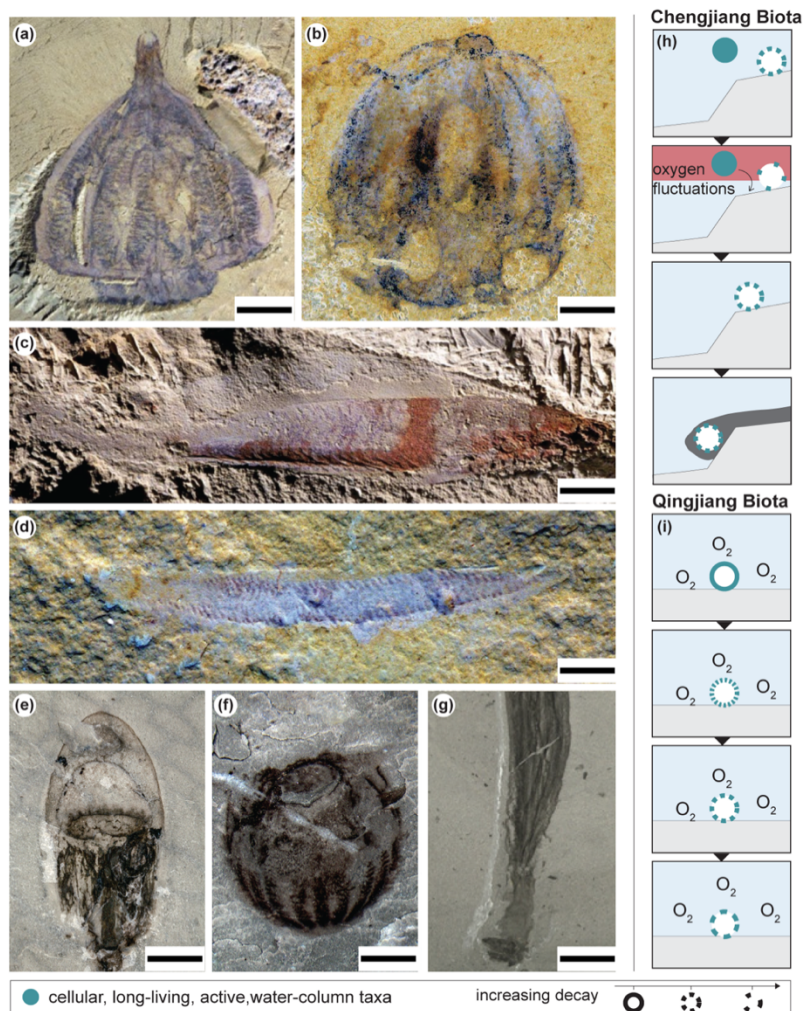 (a)
(b)
(c)
(d)
(e)
(f)
(g)
Chengjiang Biota
(h)
oxygen
fluctuations
Qingjiang Biota
(i)
O2
O2
O2
O2
O2
O2
O2
O2
O2
O2
O2
O2
cellular, long-living, active,water-column taxa
increasing decay